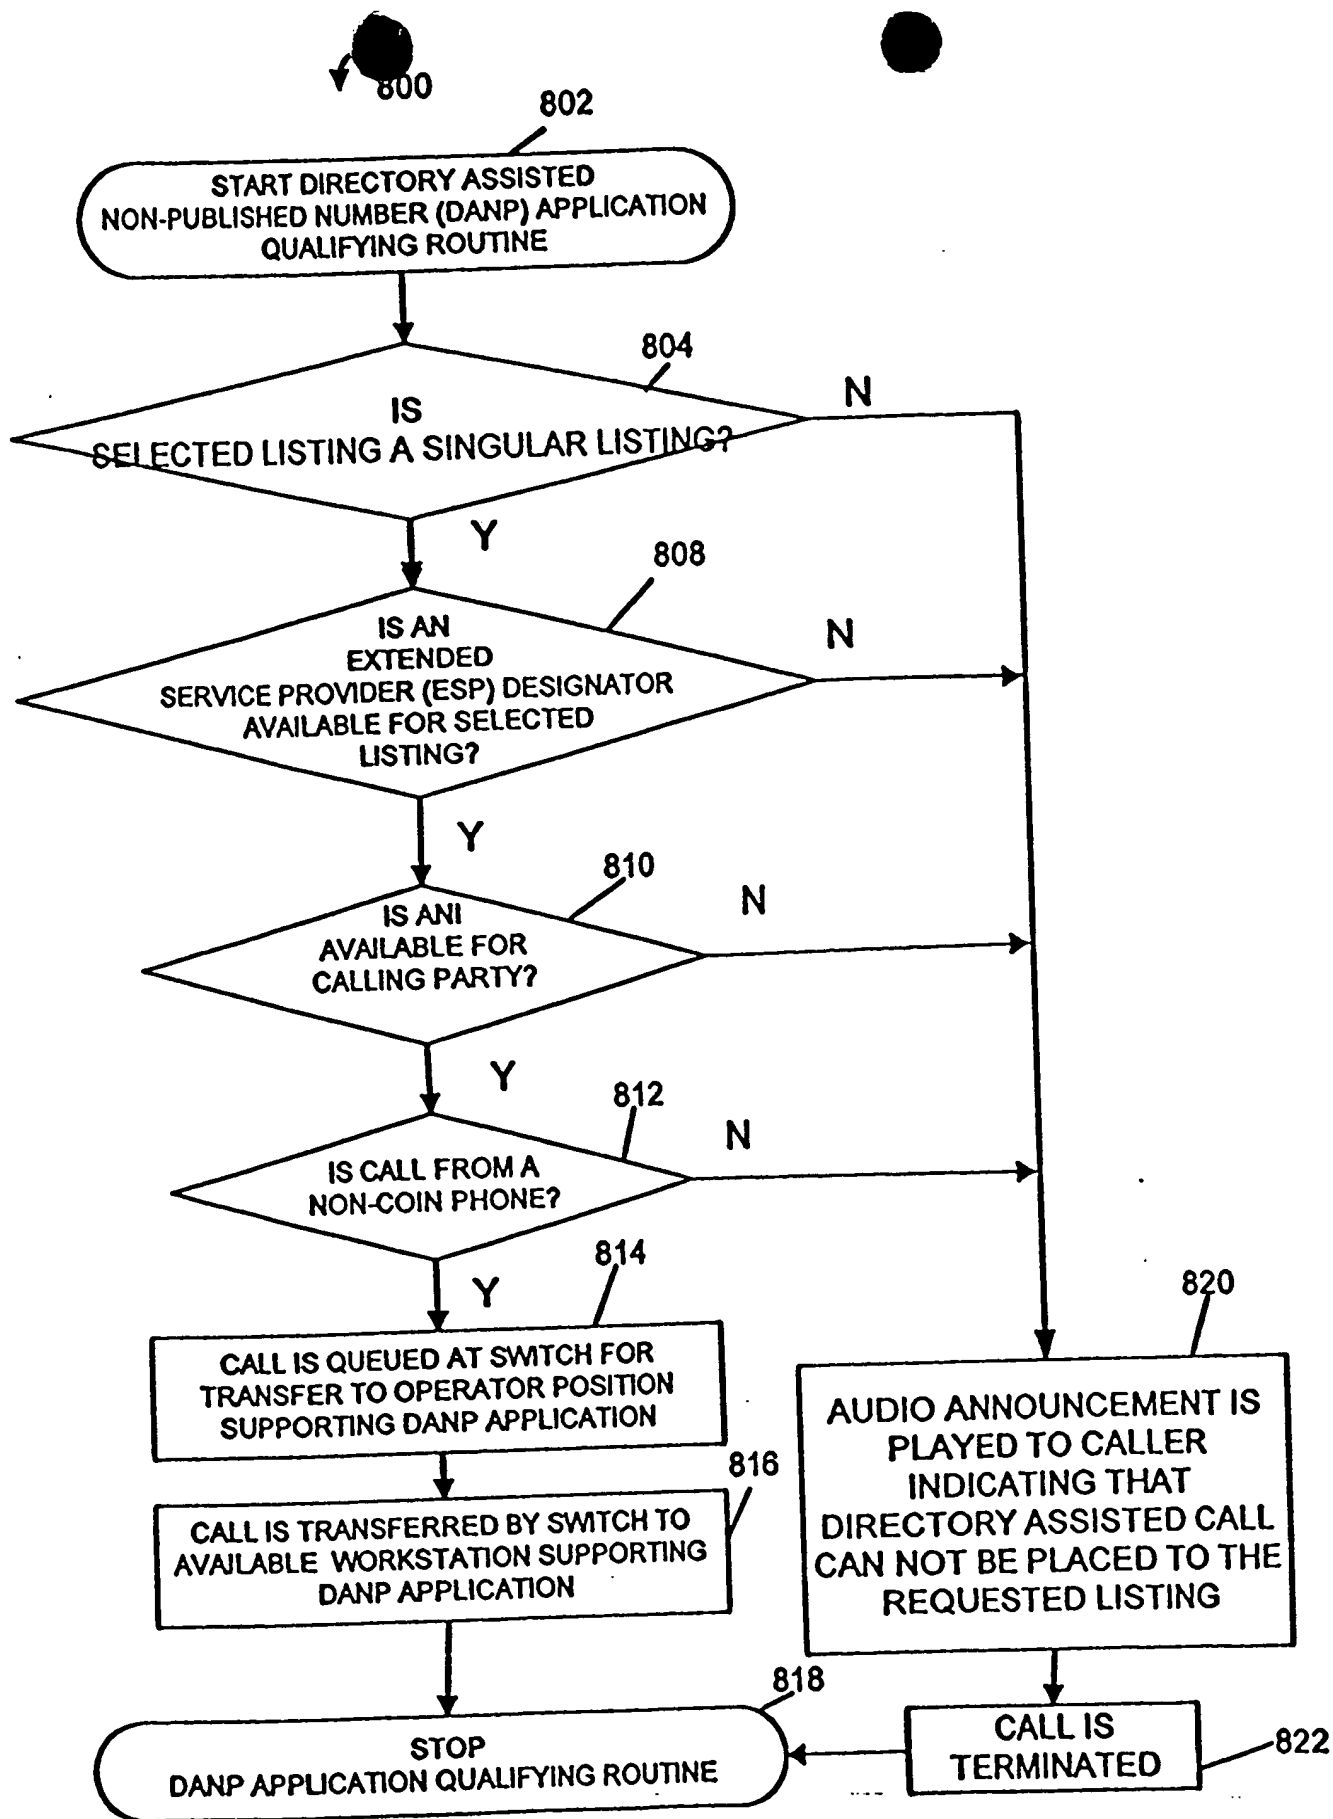 800
802
START DIRECTORY ASSISTED
NON-PUBLISHED NUMBER (DANP) APPLICATION
QUALIFYING ROUTINE
804
N
IS
SELECTED LISTING A SINGULAR LISTING?
Y
808
N
IS AN
EXTENDED
SERVICE PROVIDER (ESP) DESIGNATOR
AVAILABLE FOR SELECTED
LISTING?
Y
810
N
IS ANI
AVAILABLE FOR
CALLING PARTY?
Y
812
N
IS CALL FROM A
NON-COIN PHONE?
Y
814
CALL IS QUEUED AT SWITCH FOR
TRANSFER TO OPERATOR POSITION
SUPPORTING DANP APPLICATION
816
CALL IS TRANSFERRED BY SWITCH TO
AVAILABLE WORKSTATION SUPPORTING
DANP APPLICATION
820
AUDIO ANNOUNCEMENT IS
PLAYED TO CALLER
INDICATING THAT
DIRECTORY ASSISTED CALL
CAN NOT BE PLACED TO THE
REQUESTED LISTING
818
STOP
DANP APPLICATION QUALIFYING ROUTINE
CALL IS
TERMINATED
822